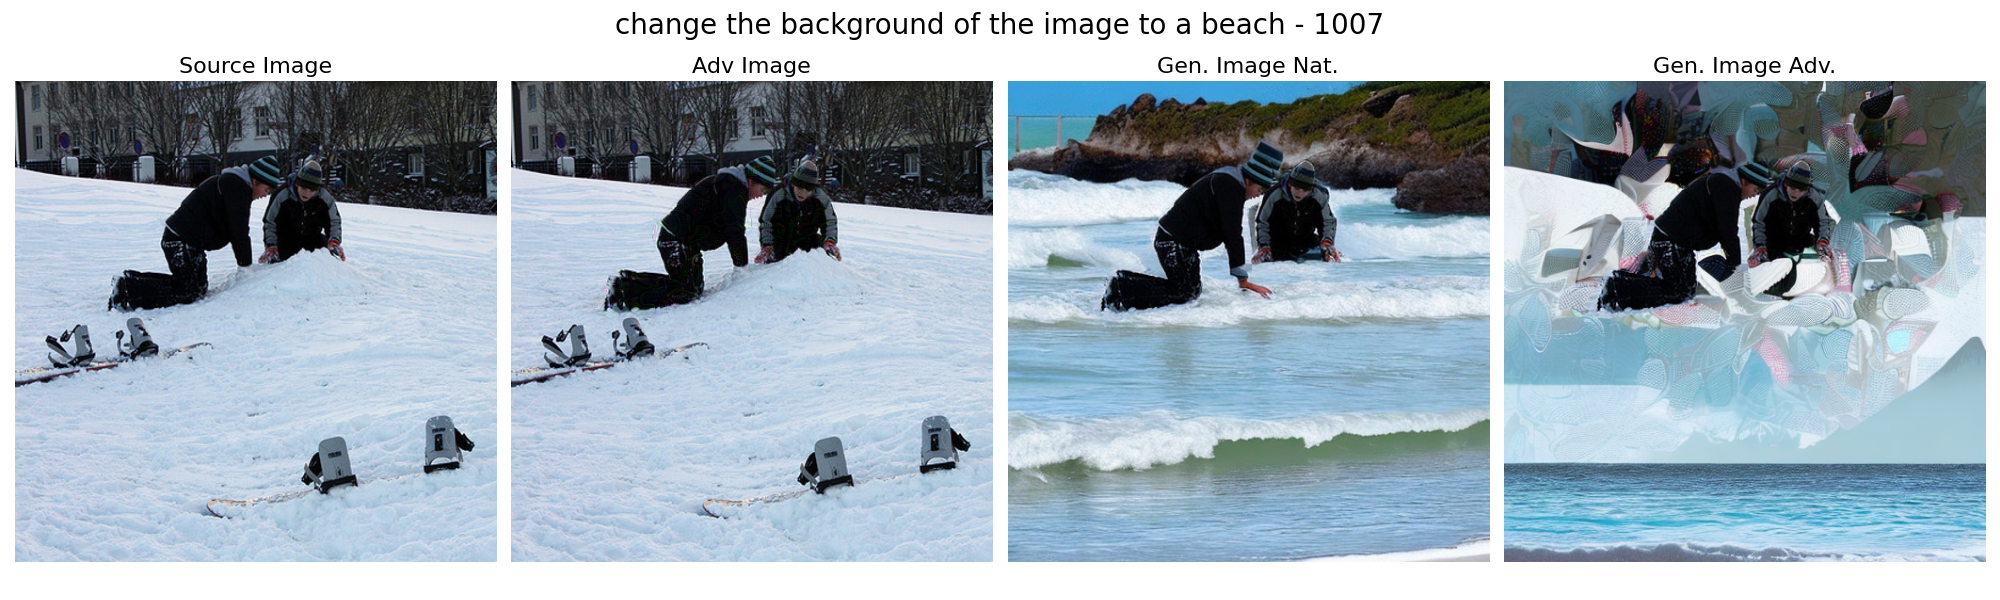 change the background of the image to a beach - 1007
Source Image
Adv Image
Gen. Image Nat.
Gen. Image Adv.